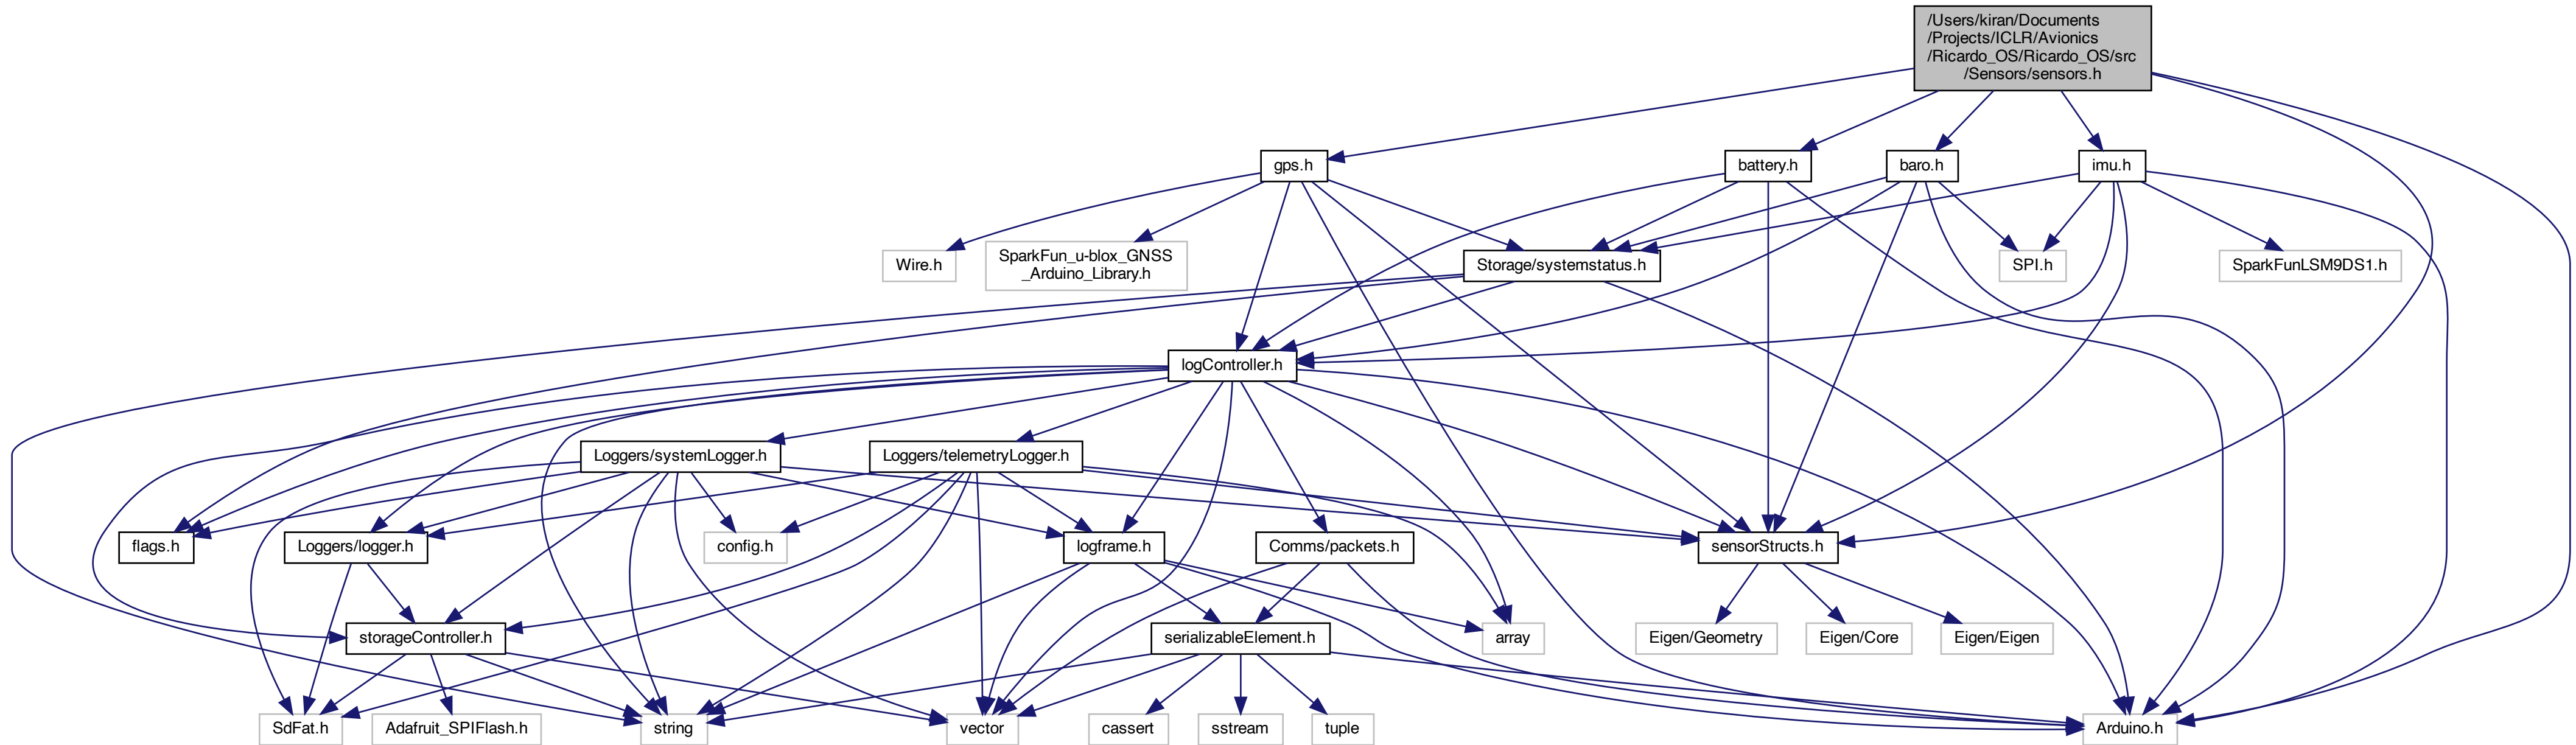 /Users/kiran/Documents
/Projects/ICLR/Avionics
/Ricardo_OS/Ricardo_OS/src
/Sensors/sensors.h
gps.h
battery.h
baro.h
imu.h
Wire.h
SparkFun_u-blox_GNSS
_Arduino_Library.h
Storage/systemstatus.h
SPI.h
SparkFunLSM9DS1.h
logController.h
Loggers/systemLogger.h
Loggers/telemetryLogger.h
flags.h
Loggers/logger.h
config.h
logframe.h
Comms/packets.h
sensorStructs.h
storageController.h
serializableElement.h
array
Eigen/Geometry
Eigen/Core
Eigen/Eigen
SdFat.h
Adafruit_SPIFlash.h
string
vector
cassert
sstream
tuple
Arduino.h